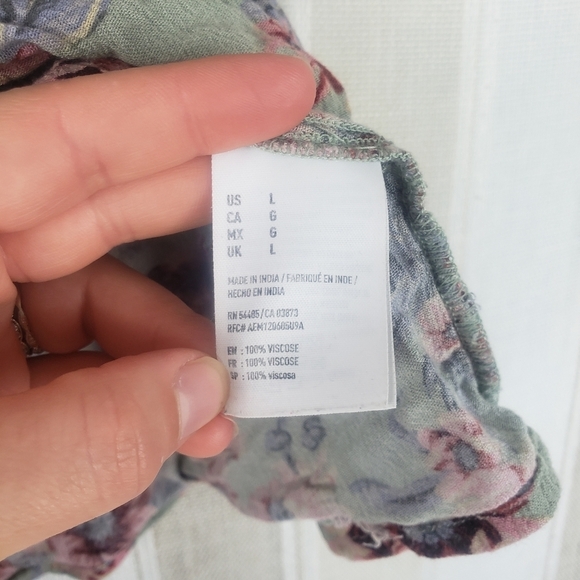 US L
CA G
MX G
UK L
MADE IN INDIA / FABRIQUÉ EN INDE /
HECHO EN INDIA
RN 54485 / CA 03873
RFC# AEM120685U9A
EN : 100% VISCOSE
FR : 100% VISCOSE
SP : 100% viscosa